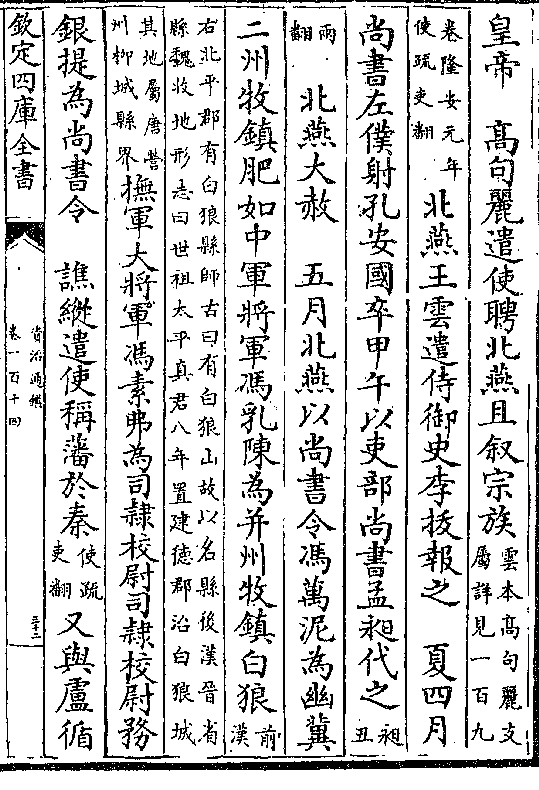 皇帝　髙句麗遣使聘北燕且叙宗族雲本髙句麗支屬詳見一百九
卷隆安元年使疏吏翻北燕王雲遣侍御史李拔報之　夏四月
尚書左僕射孔安國卒甲午以吏部尚書孟昶代之昶丑
兩翻　北燕大赦　五月北燕以尚書令馮萬泥為幽冀
二州牧鎮肥如中軍將軍馮乳陳為并州牧鎮白狼前漢
右北平郡有白狼縣師古曰有白狼山故以名縣後漢晉省縣魏收地形志曰世祖太平真君八年置建德郡治白狼城
其地屬唐營州柳城縣界撫軍大將軍馮素弗為司隸校尉司隸校尉務
銀提為尚書令　譙縱遣使稱藩於秦使疏吏翻又與盧循
欽定四庫全書
資治通鑑
卷一百十四
三十三